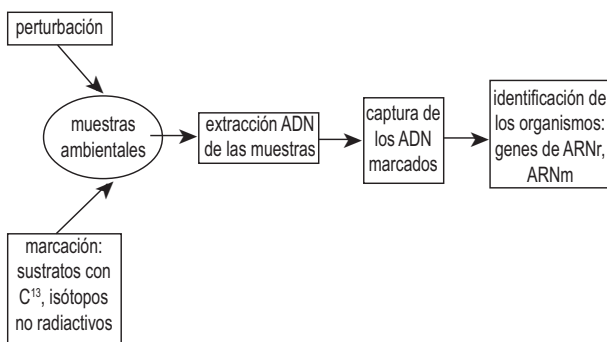 perturbación
muestras
ambientales
extracción ADN
de las muestras
captura de
los ADN
marcados
identificación de
los organismos:
genes de ARNr,
ARNm
marcación:
sustratos con
C¹³, isótopos
no radiactivos